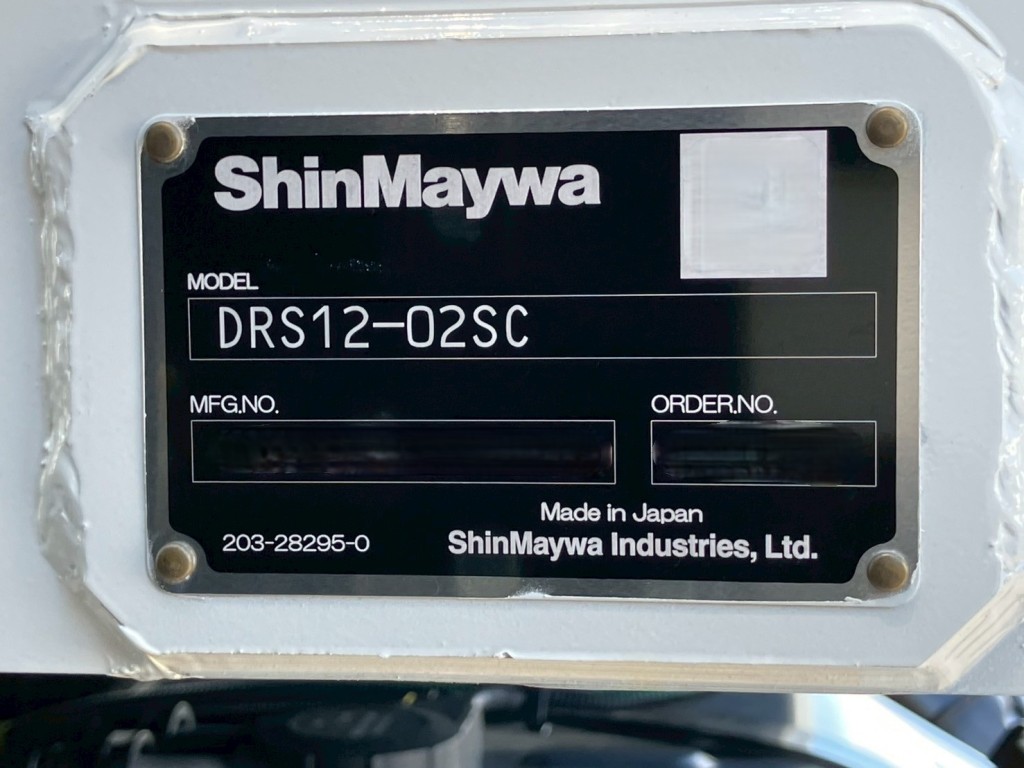 ShinMaywa
MODEL
DRS12-02SC
MFG.NO. ORDER.NO.
Made in Japan
203-28295-0 ShinMaywa Industries, Ltd.